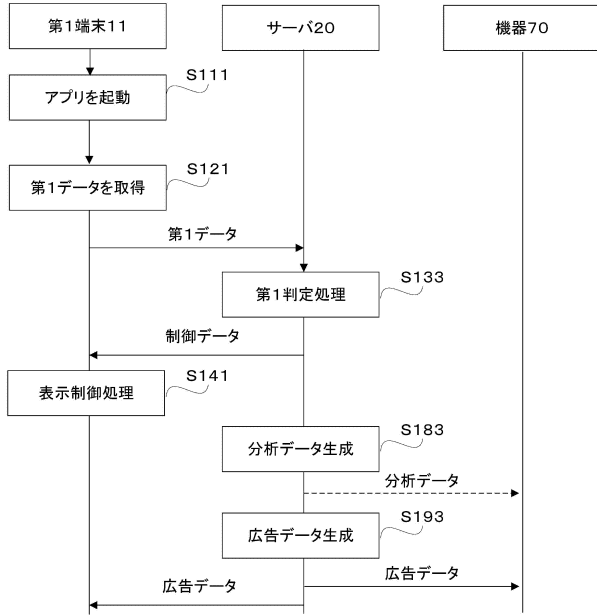 第1端末11
サーバ20
機器70
S111
アプリを起動
S121
第1データを取得
第1データ
S133
第1判定処理
制御データ
S141
表示制御処理
S183
分析データ生成
分析データ
S193
広告データ生成
広告データ
広告データ